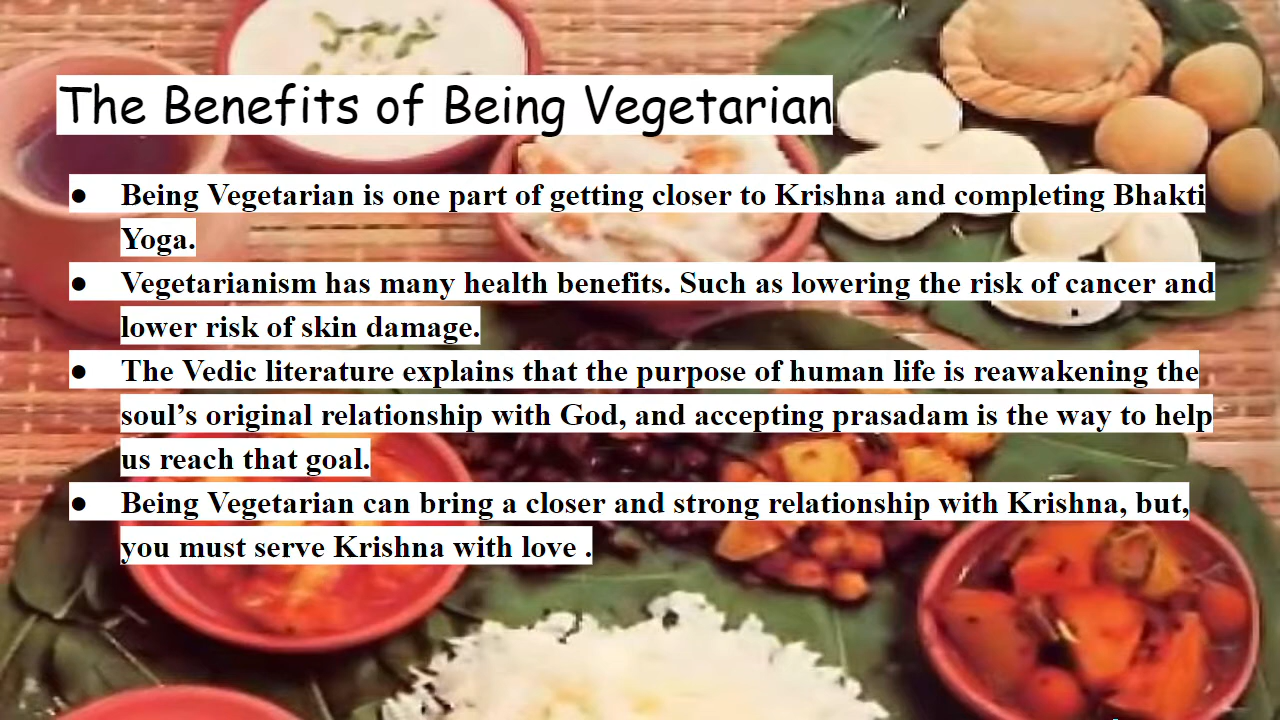 The Benefits of Being Vegetarian
● Being Vegetarian is one part of getting closer to Krishna and completing Bhakti
Yoga.
● Vegetarianism has many health benefits. Such as lowering the risk of cancer and
lower risk of skin damage.
● The Vedic literature explains that the purpose of human life is reawakening the
soul’s original relationship with God, and accepting prasadam is the way to help
us reach that goal.
● Being Vegetarian can bring a closer and strong relationship with Krishna, but,
you must serve Krishna with love .